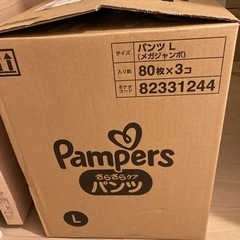 サイズ パンツ L
(メガジャンボ)
入り数 80枚×3コ
82331244
Pampers
さらさらケア
パンツ
L